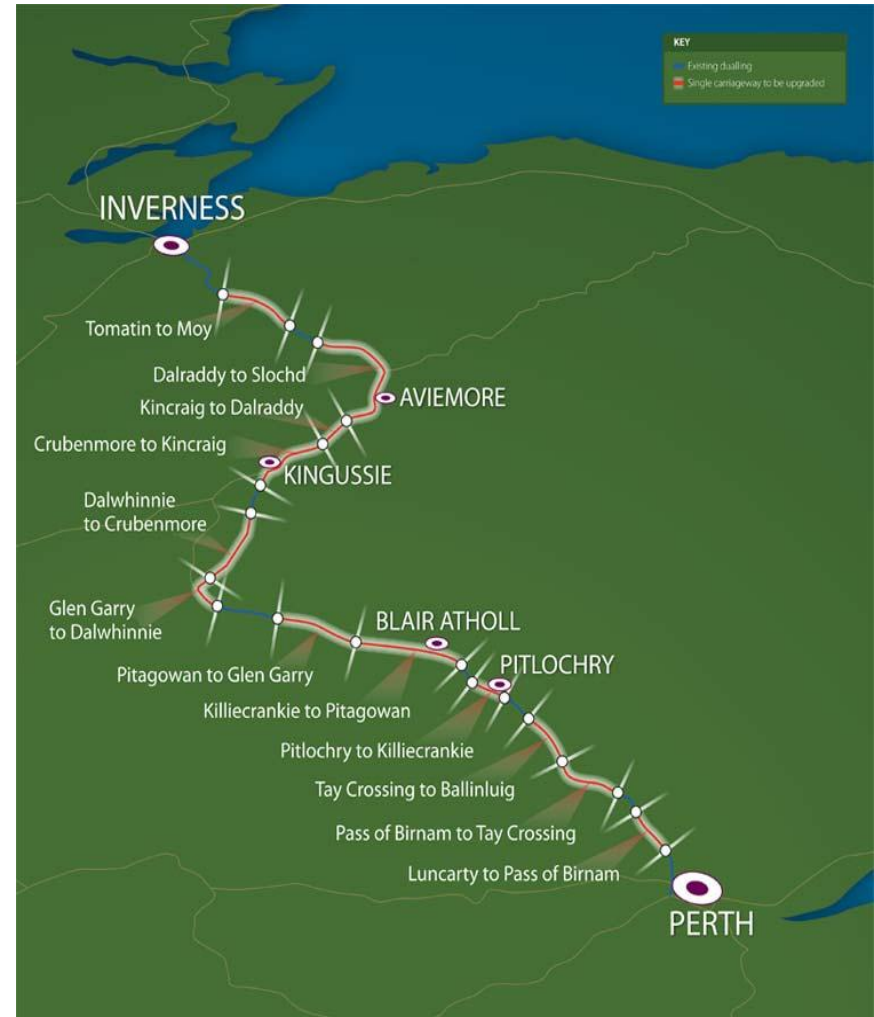 KEY
Existing dualling
Single carriageway to be upgraded
INVERNESS
Tomatin to Moy
Dalraddy to Slochd
AVIEMORE
Kincraig to Dalraddy
Crubenmore to Kincraig
KINGUSSIE
Dalwhinnie
to Crubenmore
Glen Garry
to Dalwhinnie
BLAIR ATHOLL
PITLOCHRY
Pitagowan to Glen Garry
Killiecrankie to Pitagowan
Pitlochry to Killiecrankie
Tay Crossing to Ballinluig
Pass of Birnam to Tay Crossing
Luncarty to Pass of Birnam
PERTH